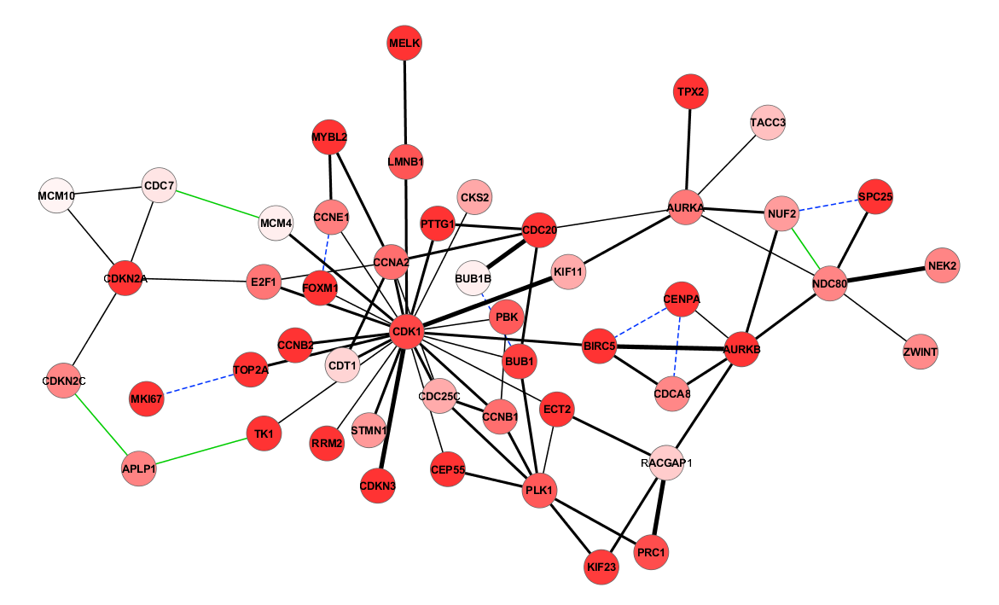 MELK
TPX2
TACC3
MYBL2
LMNB1
MCM10
CDC7
CKS2
SPC25
AURKA
NUF2
CCNE1
MCM4
PTTG1
CDC20
CCNA2
NEK2
CDKN2A
E2F1
FOXM1
BUB1B
KIF11
NDC80
CENPA
PBK
CDK1
CCNB2
BIRC5
AURKB
ZWINT
CDT1
BUB1
TOP2A
CDKN2C
MKI67
CDC25C
CDCA8
ECT2
CCNB1
STMN1
TK1
RRM2
APLP1
CEP55
RACGAP1
CDKN3
PLK1
PRC1
KIF23